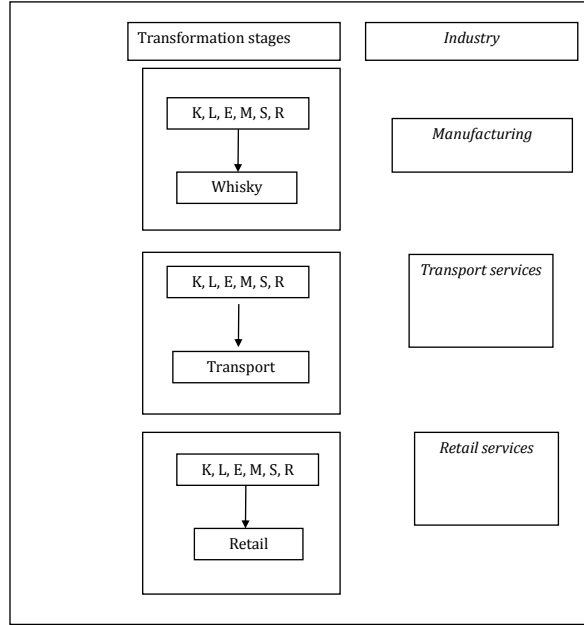 Transformation stages
Industry
K, L, E, M, S, R
Whisky
Manufacturing
K, L, E, M, S, R
Transport
Transport services
K, L, E, M, S, R
Retail
Retail services